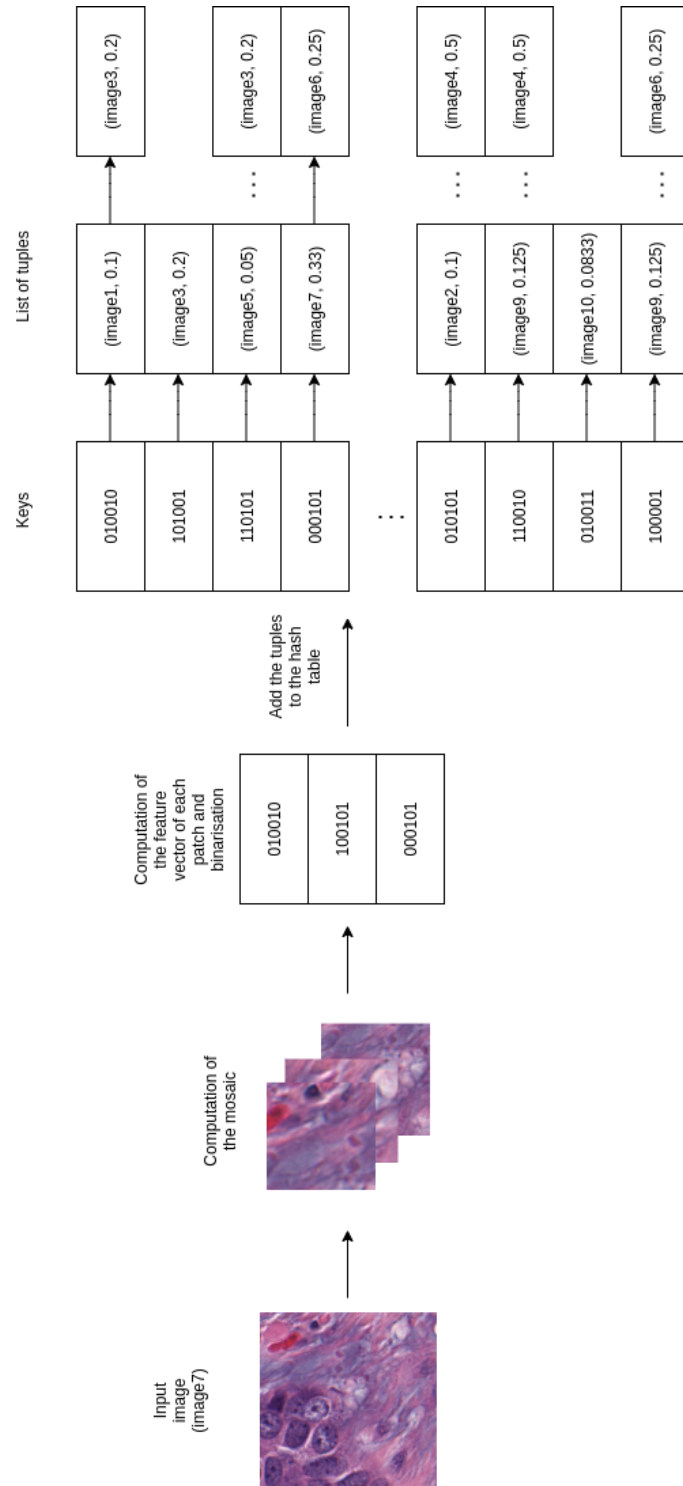 Input
image
(image7)
Computation of
the mosaic
Computation of
the feature
vector of each
patch and
binarisation
010010
100101
000101
Add the tuples
to the hash
table
Keys
010010
101001
110101
000101
...
010101
110010
010011
100001
List of tuples
(image1, 0.1)
(image3, 0.2)
(image3, 0.2)
(image5, 0.05)
...
(image3, 0.2)
(image7, 0.33)
(image6, 0.25)
(image2, 0.1)
...
(image4, 0.5)
(image9, 0.125)
...
(image4, 0.5)
(image10, 0.0833)
(image9, 0.125)
...
(image6, 0.25)